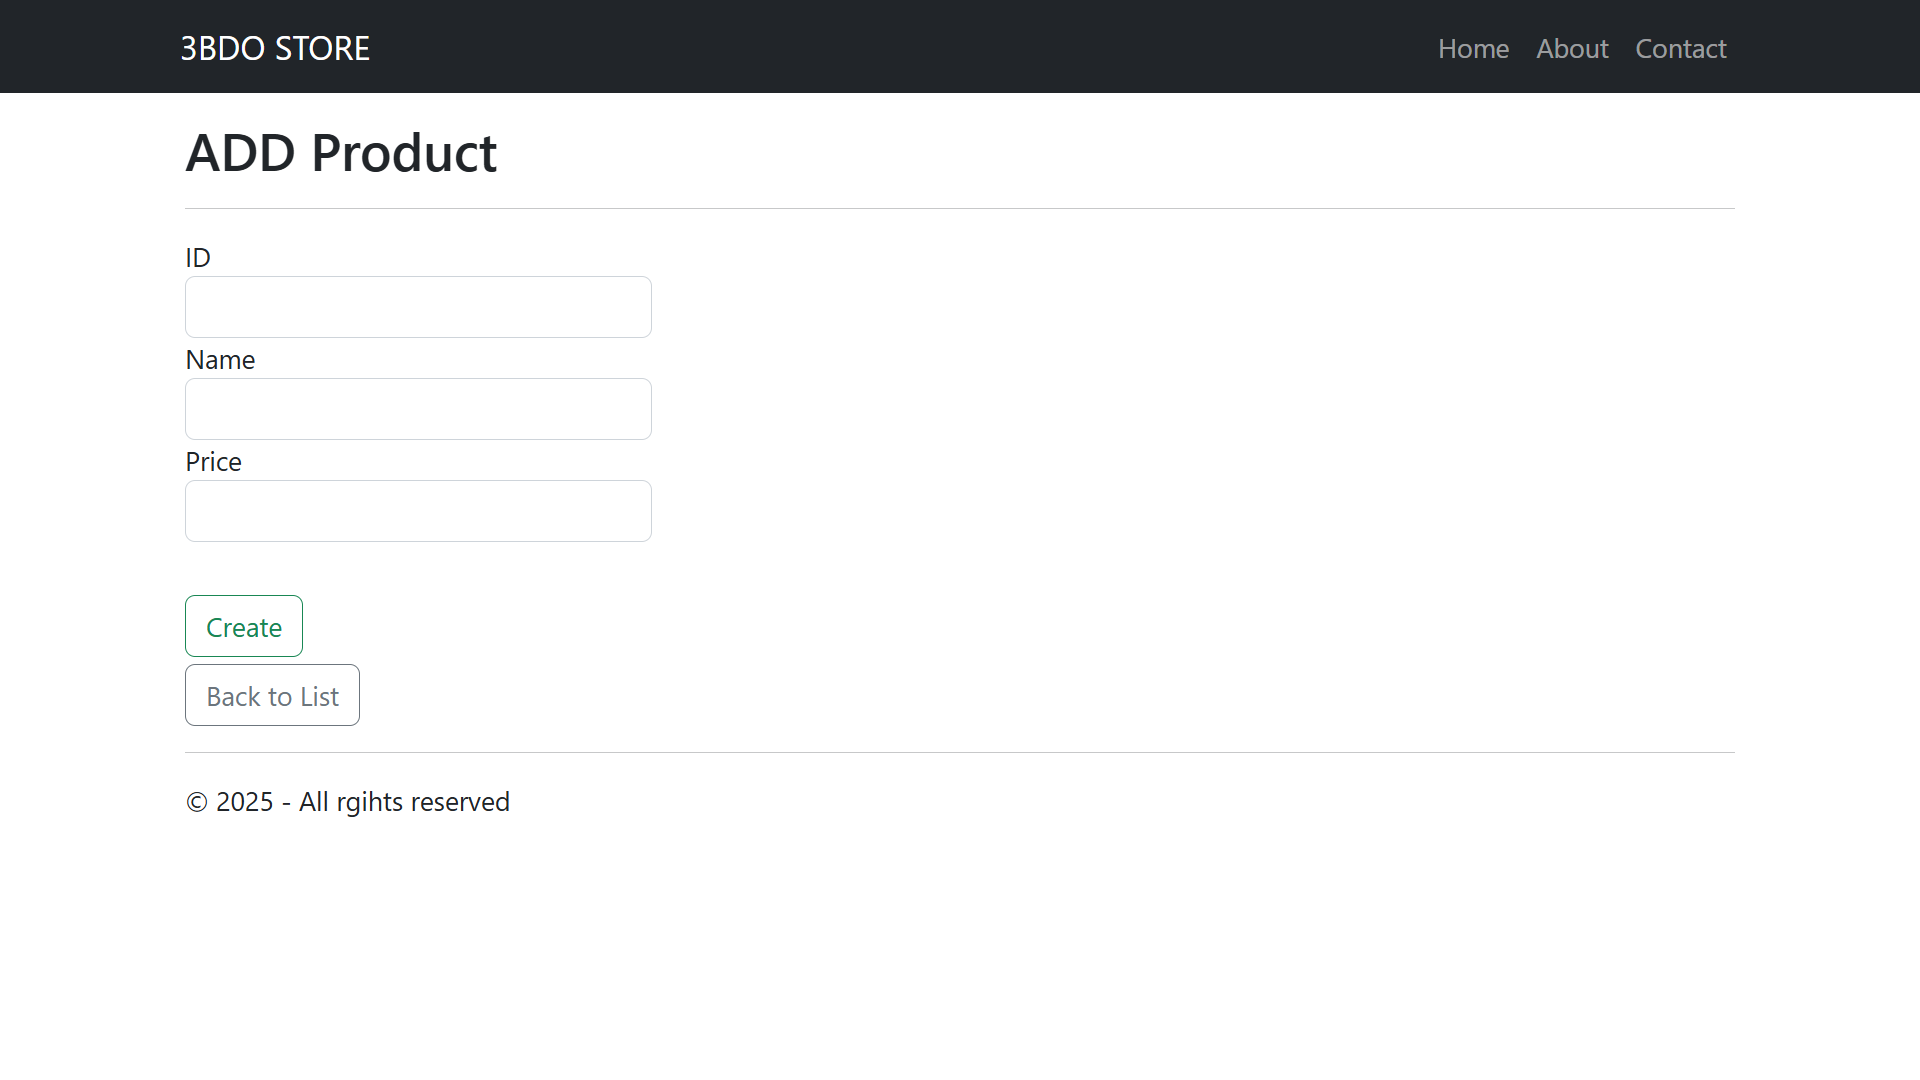 3BDO STORE
Home About Contact
ADD Product
ID
Name
Price
Create
Back to List
© 2025 - All rgihts reserved